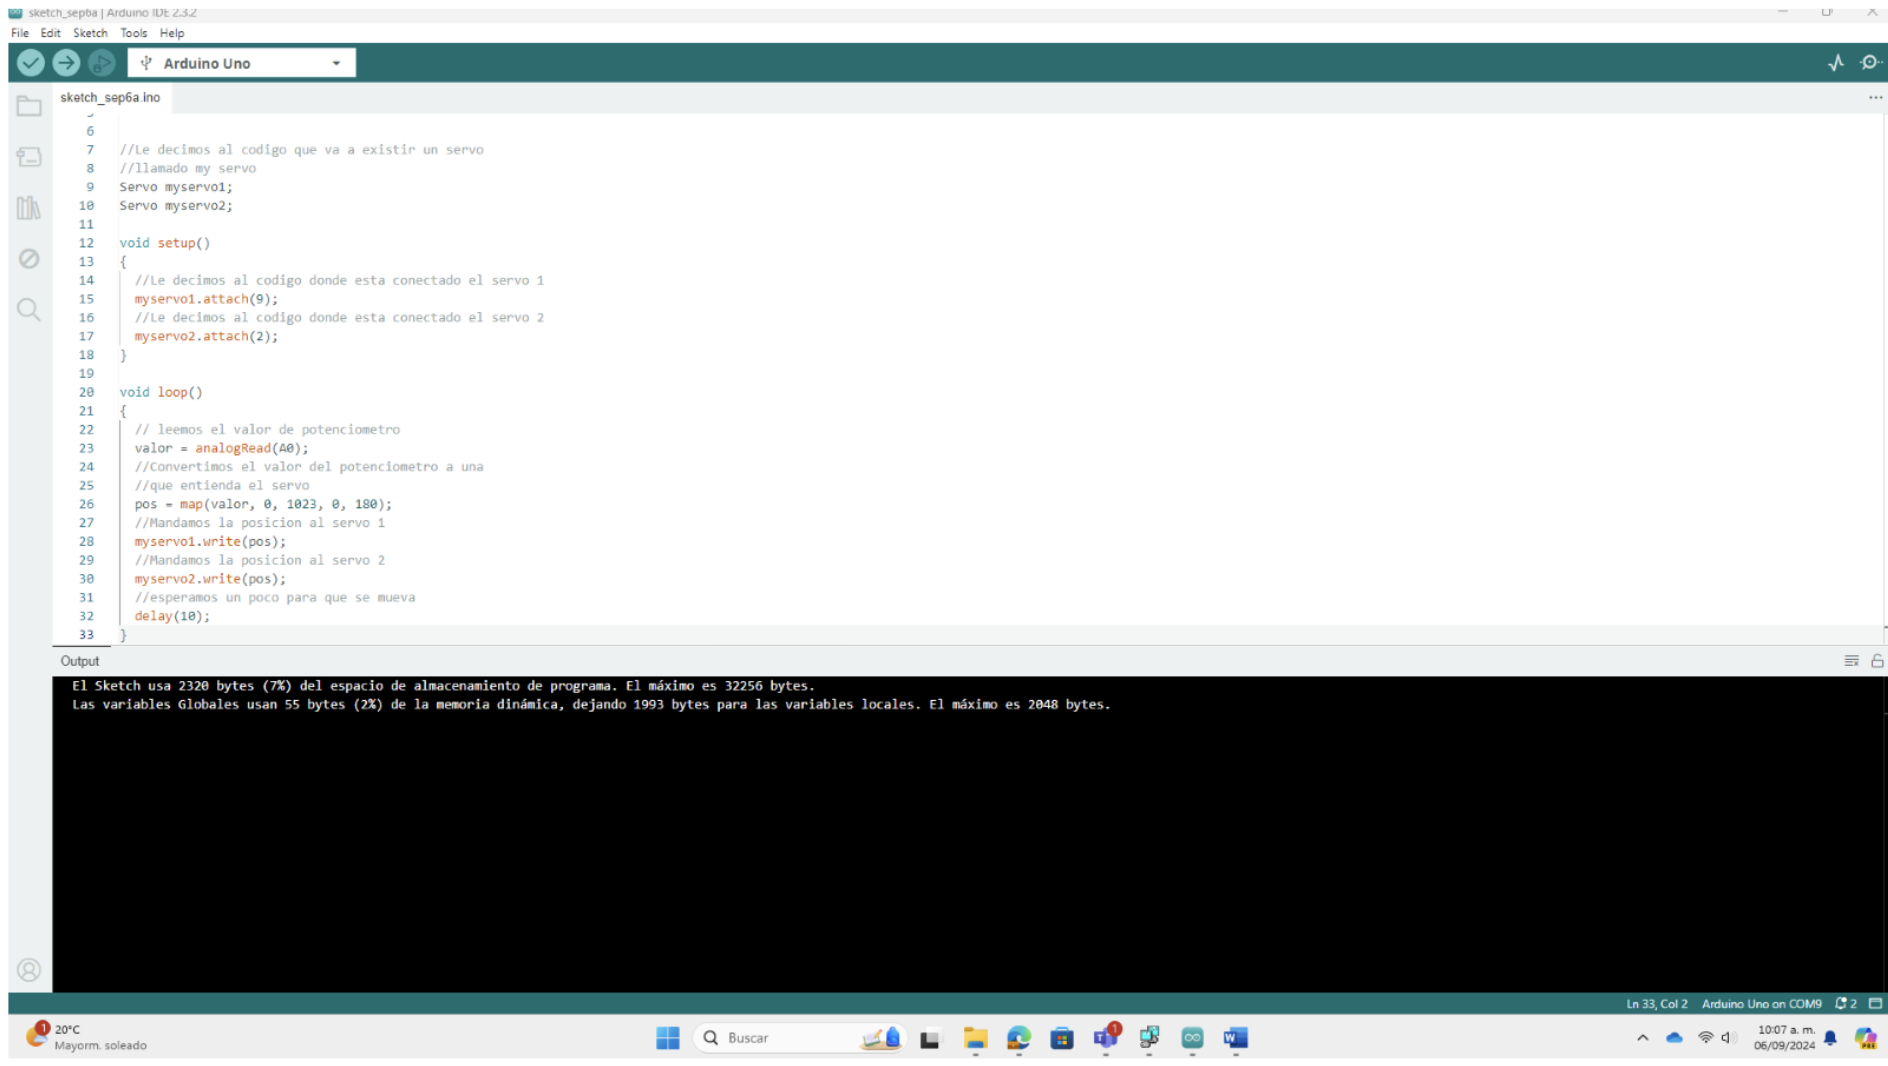 sketch_sep6a | Arduino IDE 2.3.2
File Edit Sketch Tools Help
Arduino Uno
sketch_sep6a.ino
6
7 //Le decimos al codigo que va a existir un servo
8 //llamado my servo
9 Servo myservo1;
10 Servo myservo2;
11
12 void setup()
13 {
14 //Le decimos al codigo donde esta conectado el servo 1
15 myservo1.attach(9);
16 //Le decimos al codigo donde esta conectado el servo 2
17 myservo2.attach(2);
18 }
19
20 void loop()
21 {
22 // leemos el valor de potenciometro
23 valor = analogRead(A0);
24 //Convertimos el valor del potenciometro a una
25 //que entienda el servo
26 pos = map(valor, 0, 1023, 0, 180);
27 //Mandamos la posicion al servo 1
28 myservo1.write(pos);
29 //Mandamos la posicion al servo 2
30 myservo2.write(pos);
31 //esperamos un poco para que se mueva
32 delay(10);
33 }
Output
El Sketch usa 2320 bytes (7%) del espacio de almacenamiento de programa. El máximo es 32256 bytes.
Las variables Globales usan 55 bytes (2%) de la memoria dinámica, dejando 1993 bytes para las variables locales. El máximo es 2048 bytes.
Ln 33, Col 2 Arduino Uno on COM9 2
1
20°C
Mayorm. soleado
Buscar
1
10:07 a. m.
06/09/2024
PRE